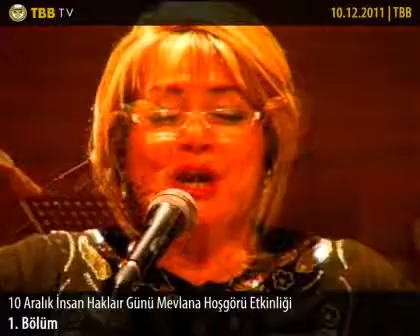 TBB TV
10.12.2011 | TBB
10 Aralık İnsan Haklaır Günü Mevlana Hoşgörü Etkinliği
1. Bölüm